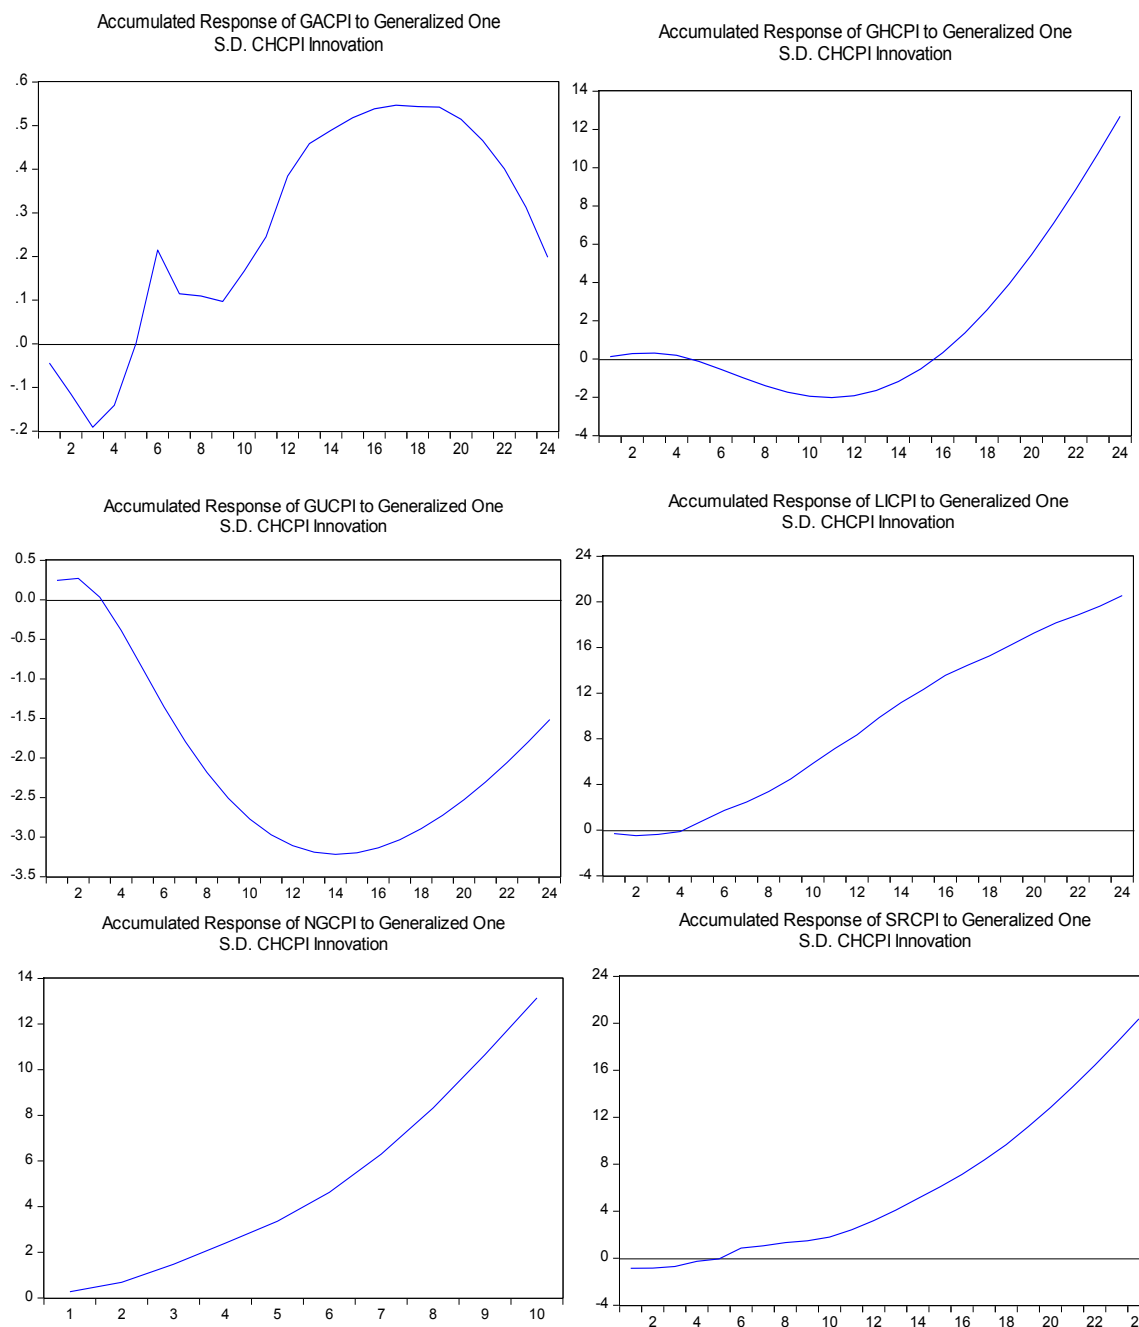 Accumulated Response of GACPI to Generalized One
S.D. CHCPI Innovation
.6
.5
.4
.3
.2
.1
.0
-.1
-.2
2 4 6 8 10 12 14 16 18 20 22 24
Accumulated Response of GHCPI to Generalized One
S.D. CHCPI Innovation
14
12
10
8
6
4
2
0
-2
-4
2 4 6 8 10 12 14 16 18 20 22 24
Accumulated Response of GUCPI to Generalized One
S.D. CHCPI Innovation
0.5
0.0
-0.5
-1.0
-1.5
-2.0
-2.5
-3.0
-3.5
2 4 6 8 10 12 14 16 18 20 22 24
Accumulated Response of LICPI to Generalized One
S.D. CHCPI Innovation
24
20
16
12
8
4
0
-4
2 4 6 8 10 12 14 16 18 20 22 24
Accumulated Response of NGCPI to Generalized One
S.D. CHCPI Innovation
14
12
10
8
6
4
2
0
1 2 3 4 5 6 7 8 9 10
Accumulated Response of SRCPI to Generalized One
S.D. CHCPI Innovation
24
20
16
12
8
4
0
-4
2 4 6 8 10 12 14 16 18 20 22 2